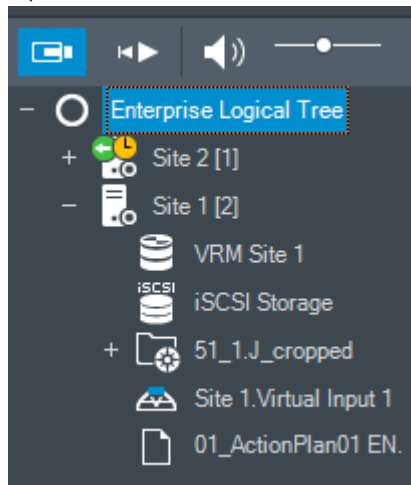 Enterprise Logical Tree
Site 2 [1]
Site 1 [2]
VRM Site 1
iSCSI
iSCSI Storage
51_1.J_cropped
Site 1.Virtual Input 1
01_ActionPlan01 EN.